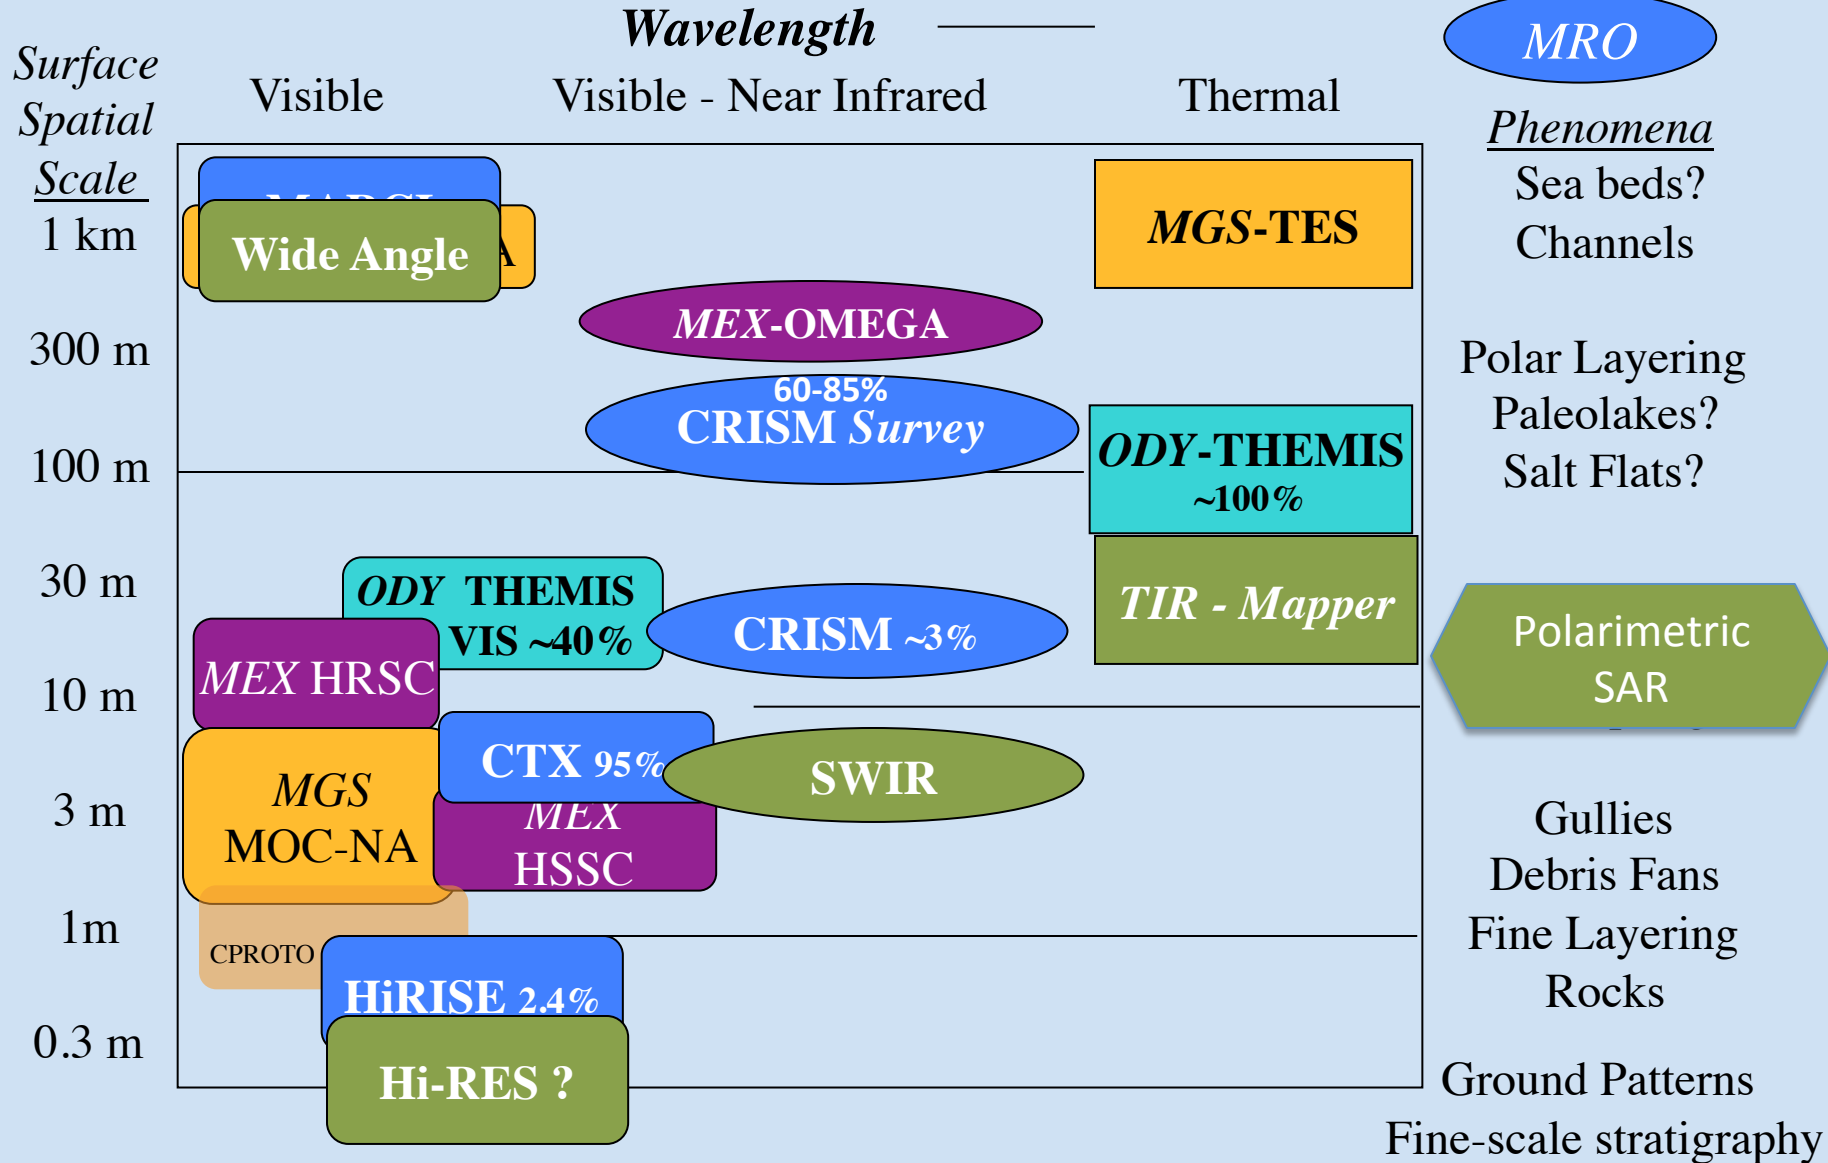 Wavelength
MRO
Surface
Spatial
Scale
Visible
Visible - Near Infrared
Thermal
Phenomena
Sea beds?
1 km
Wide Angle
A
MGS-TES
Channels
MEX-OMEGA
300 m
Polar Layering
60-85%
CRISM Survey
Paleolakes?
100 m
ODY-THEMIS
~100%
Salt Flats?
30 m
ODY THEMIS
VIS ~40%
CRISM ~3%
TIR - Mapper
Polarimetric
SAR
MEX HRSC
10 m
CTX 95%
SWIR
MGS
MOC-NA
3 m
MEX
HSSC
Gullies
Debris Fans
1m
Fine Layering
CPROTO
HiRISE 2.4%
Rocks
0.3 m
Hi-RES ?
Ground Patterns
Fine-scale stratigraphy